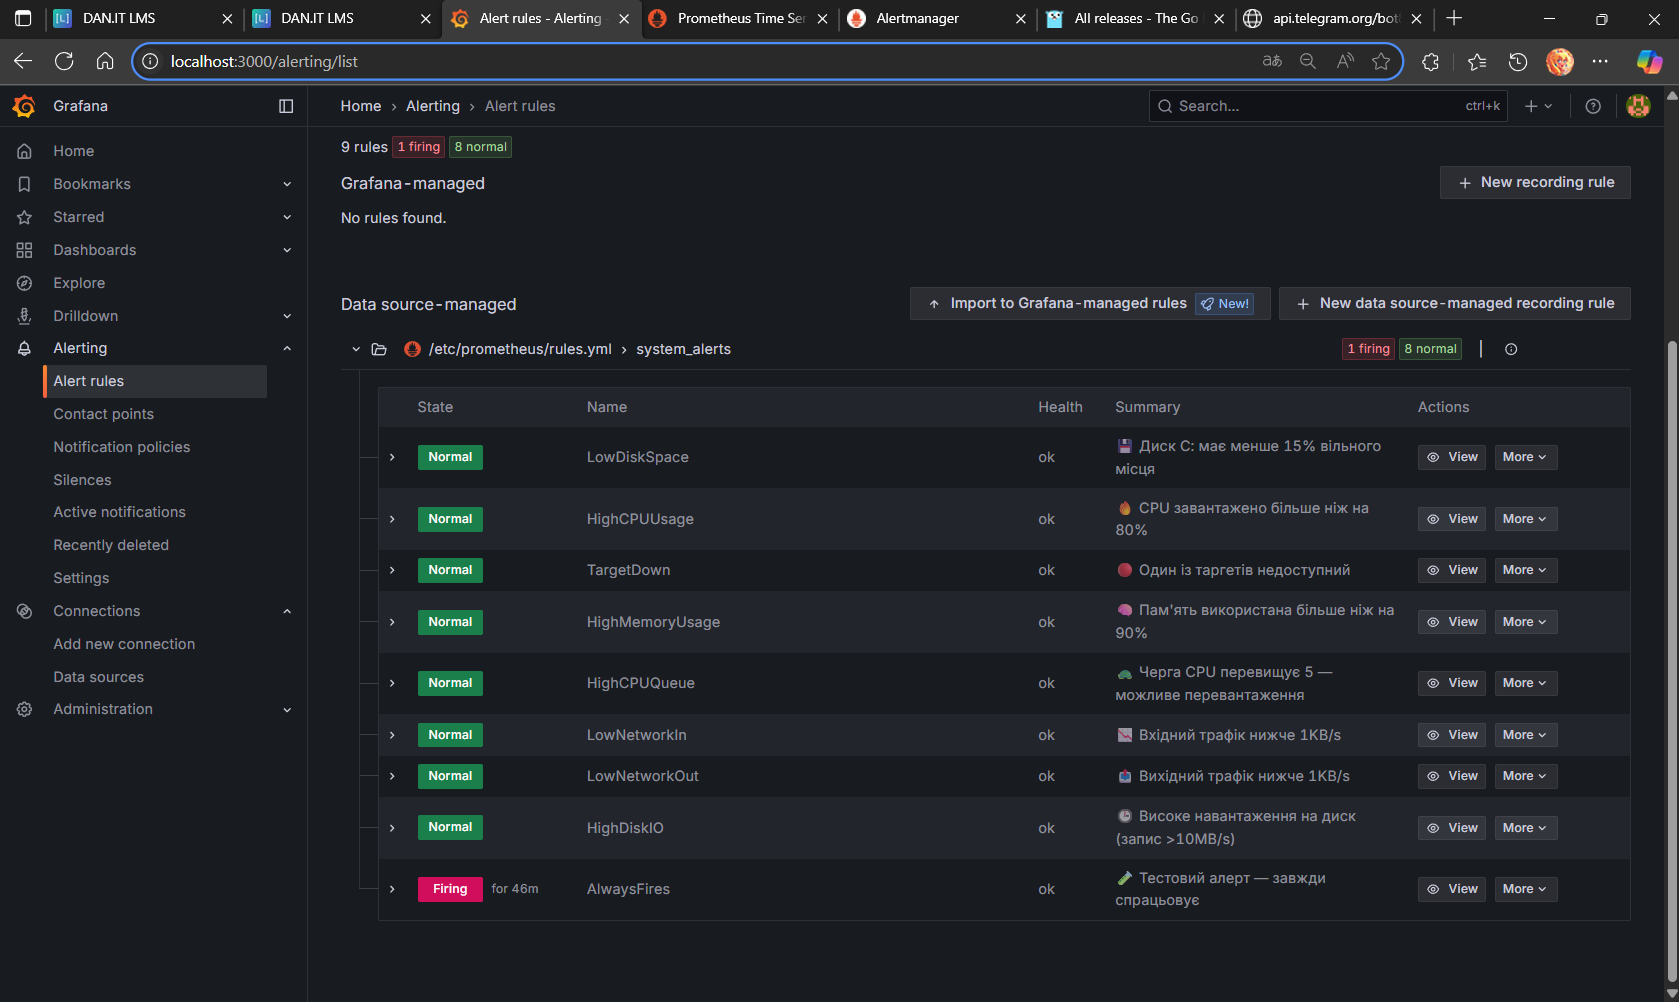 DAN.IT LMS
DAN.IT LMS
Alert rules - Alerting -
Prometheus Time Ser
Alertmanager
All releases - The Go
api.telegram.org/bot
localhost:3000/alerting/list
Grafana
Home › Alerting › Alert rules
Search...
ctrl+k
Home
Bookmarks
Starred
Dashboards
Explore
Drilldown
Alerting
Alert rules
Contact points
Notification policies
Silences
Active notifications
Recently deleted
Settings
Connections
Add new connection
Data sources
Administration
9 rules 1 firing 8 normal
Grafana-managed
New recording rule
No rules found.
Data source-managed
Import to Grafana-managed rules New!
New data source-managed recording rule
/etc/prometheus/rules.yml › system_alerts
1 firing 8 normal
State Name Health Summary Actions
Normal LowDiskSpace ok 💾 Диск C: має менше 15% вільного View More
місця
Normal HighCPUUsage ok 🔥 CPU завантажено більше ніж на View More
80%
Normal TargetDown ok 🔴 Один із таргетів недоступний View More
Normal HighMemoryUsage ok 🧠 Пам'ять використана більше ніж на View More
90%
Normal HighCPUQueue ok 🐢 Черга CPU перевищує 5 — View More
можливе перевантаження
Normal LowNetworkIn ok 📉 Вхідний трафік нижче 1KB/s View More
Normal LowNetworkOut ok 📤 Вихідний трафік нижче 1KB/s View More
Normal HighDiskIO ok Високе навантаження на диск View More
(запис >10MB/s)
Firing for 46m AlwaysFires ok 🧪 Тестовий алерт — завжди View More
спрацьовує